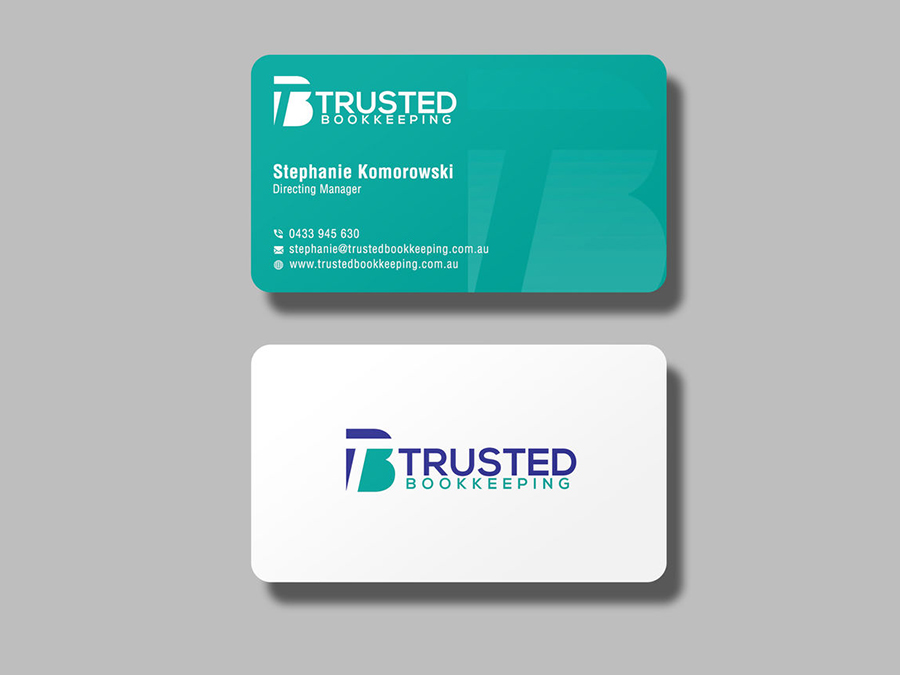 TRUSTED
BOOKKEEPING
Stephanie Komorowski
Directing Manager
0433 945 630
stephanie@trustedbookkeeping.com.au
www.trustedbookkeeping.com.au
TRUSTED
BOOKKEEPING